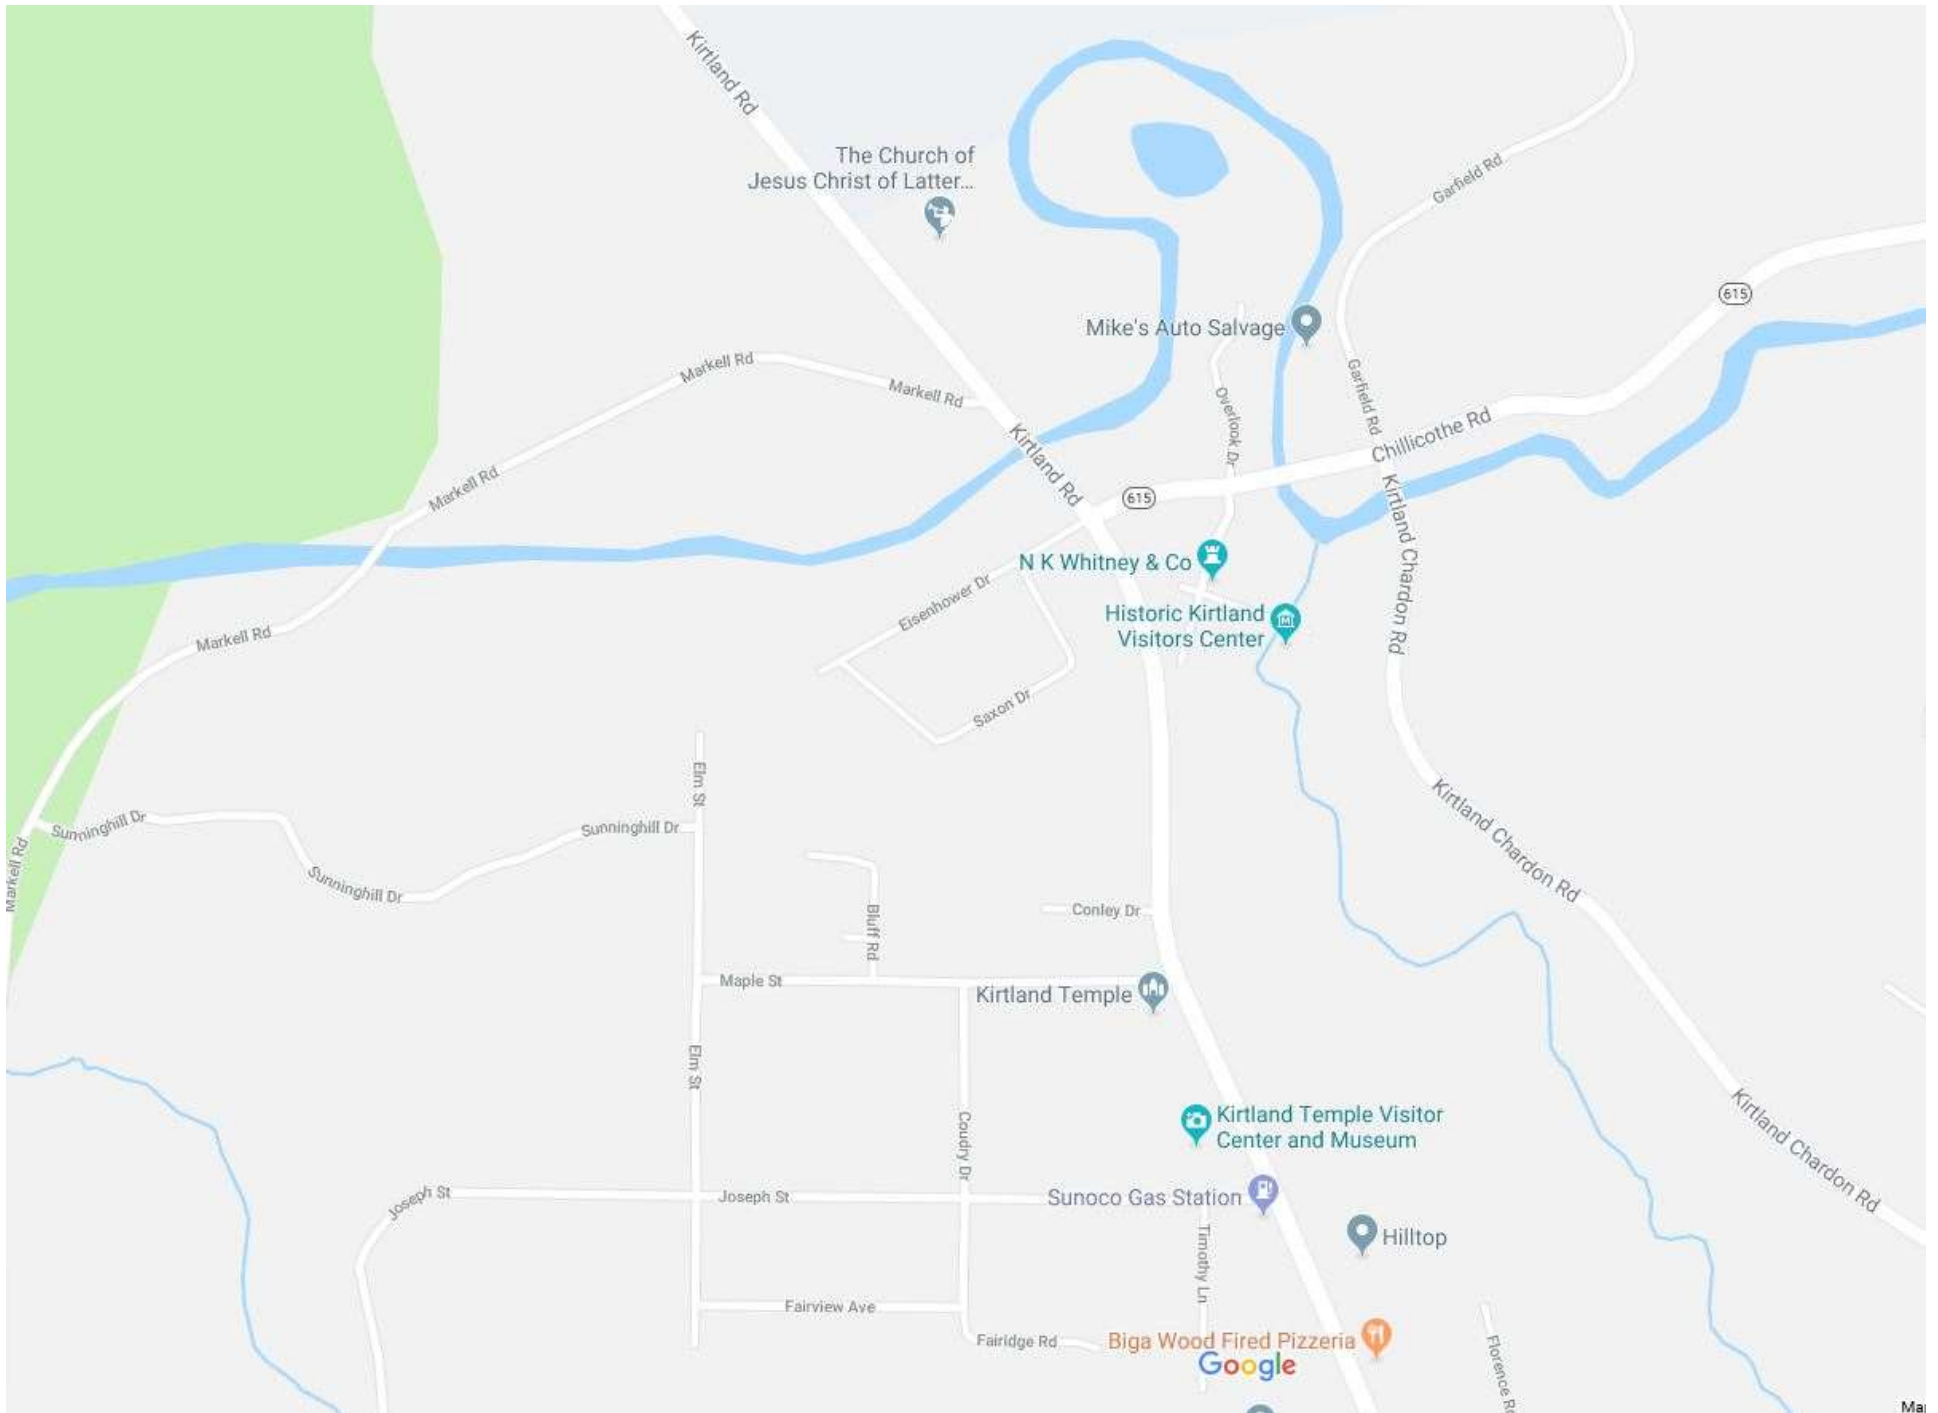 Kirtland Rd
The Church of
Jesus Christ of Latter...
Garfield Rd
615
Mike's Auto Salvage
Markell Rd
Markell Rd
Garfield Rd
Overlook Dr
Chillicothe Rd
Kirtland Rd
Markell Rd
615
Kirtland Chardon Rd
N K Whitney & Co
Eisenhower Dr
Historic Kirtland
Visitors Center
Markell Rd
Saxon Dr
Elm St
Sunninghill Dr
Sunninghill Dr
Kirtland Chardon Rd
Markell Rd
Sunninghill Dr
Conley Dr
Bluff Rd
Maple St
Kirtland Temple
Elm St
Kirtland Temple Visitor
Center and Museum
Coudry Dr
Kirtland Chardon Rd
Joseph St
Joseph St
Sunoco Gas Station
Hilltop
Timothy Ln
Fairview Ave
Fairidge Rd
Biga Wood Fired Pizzeria
Google
Florence